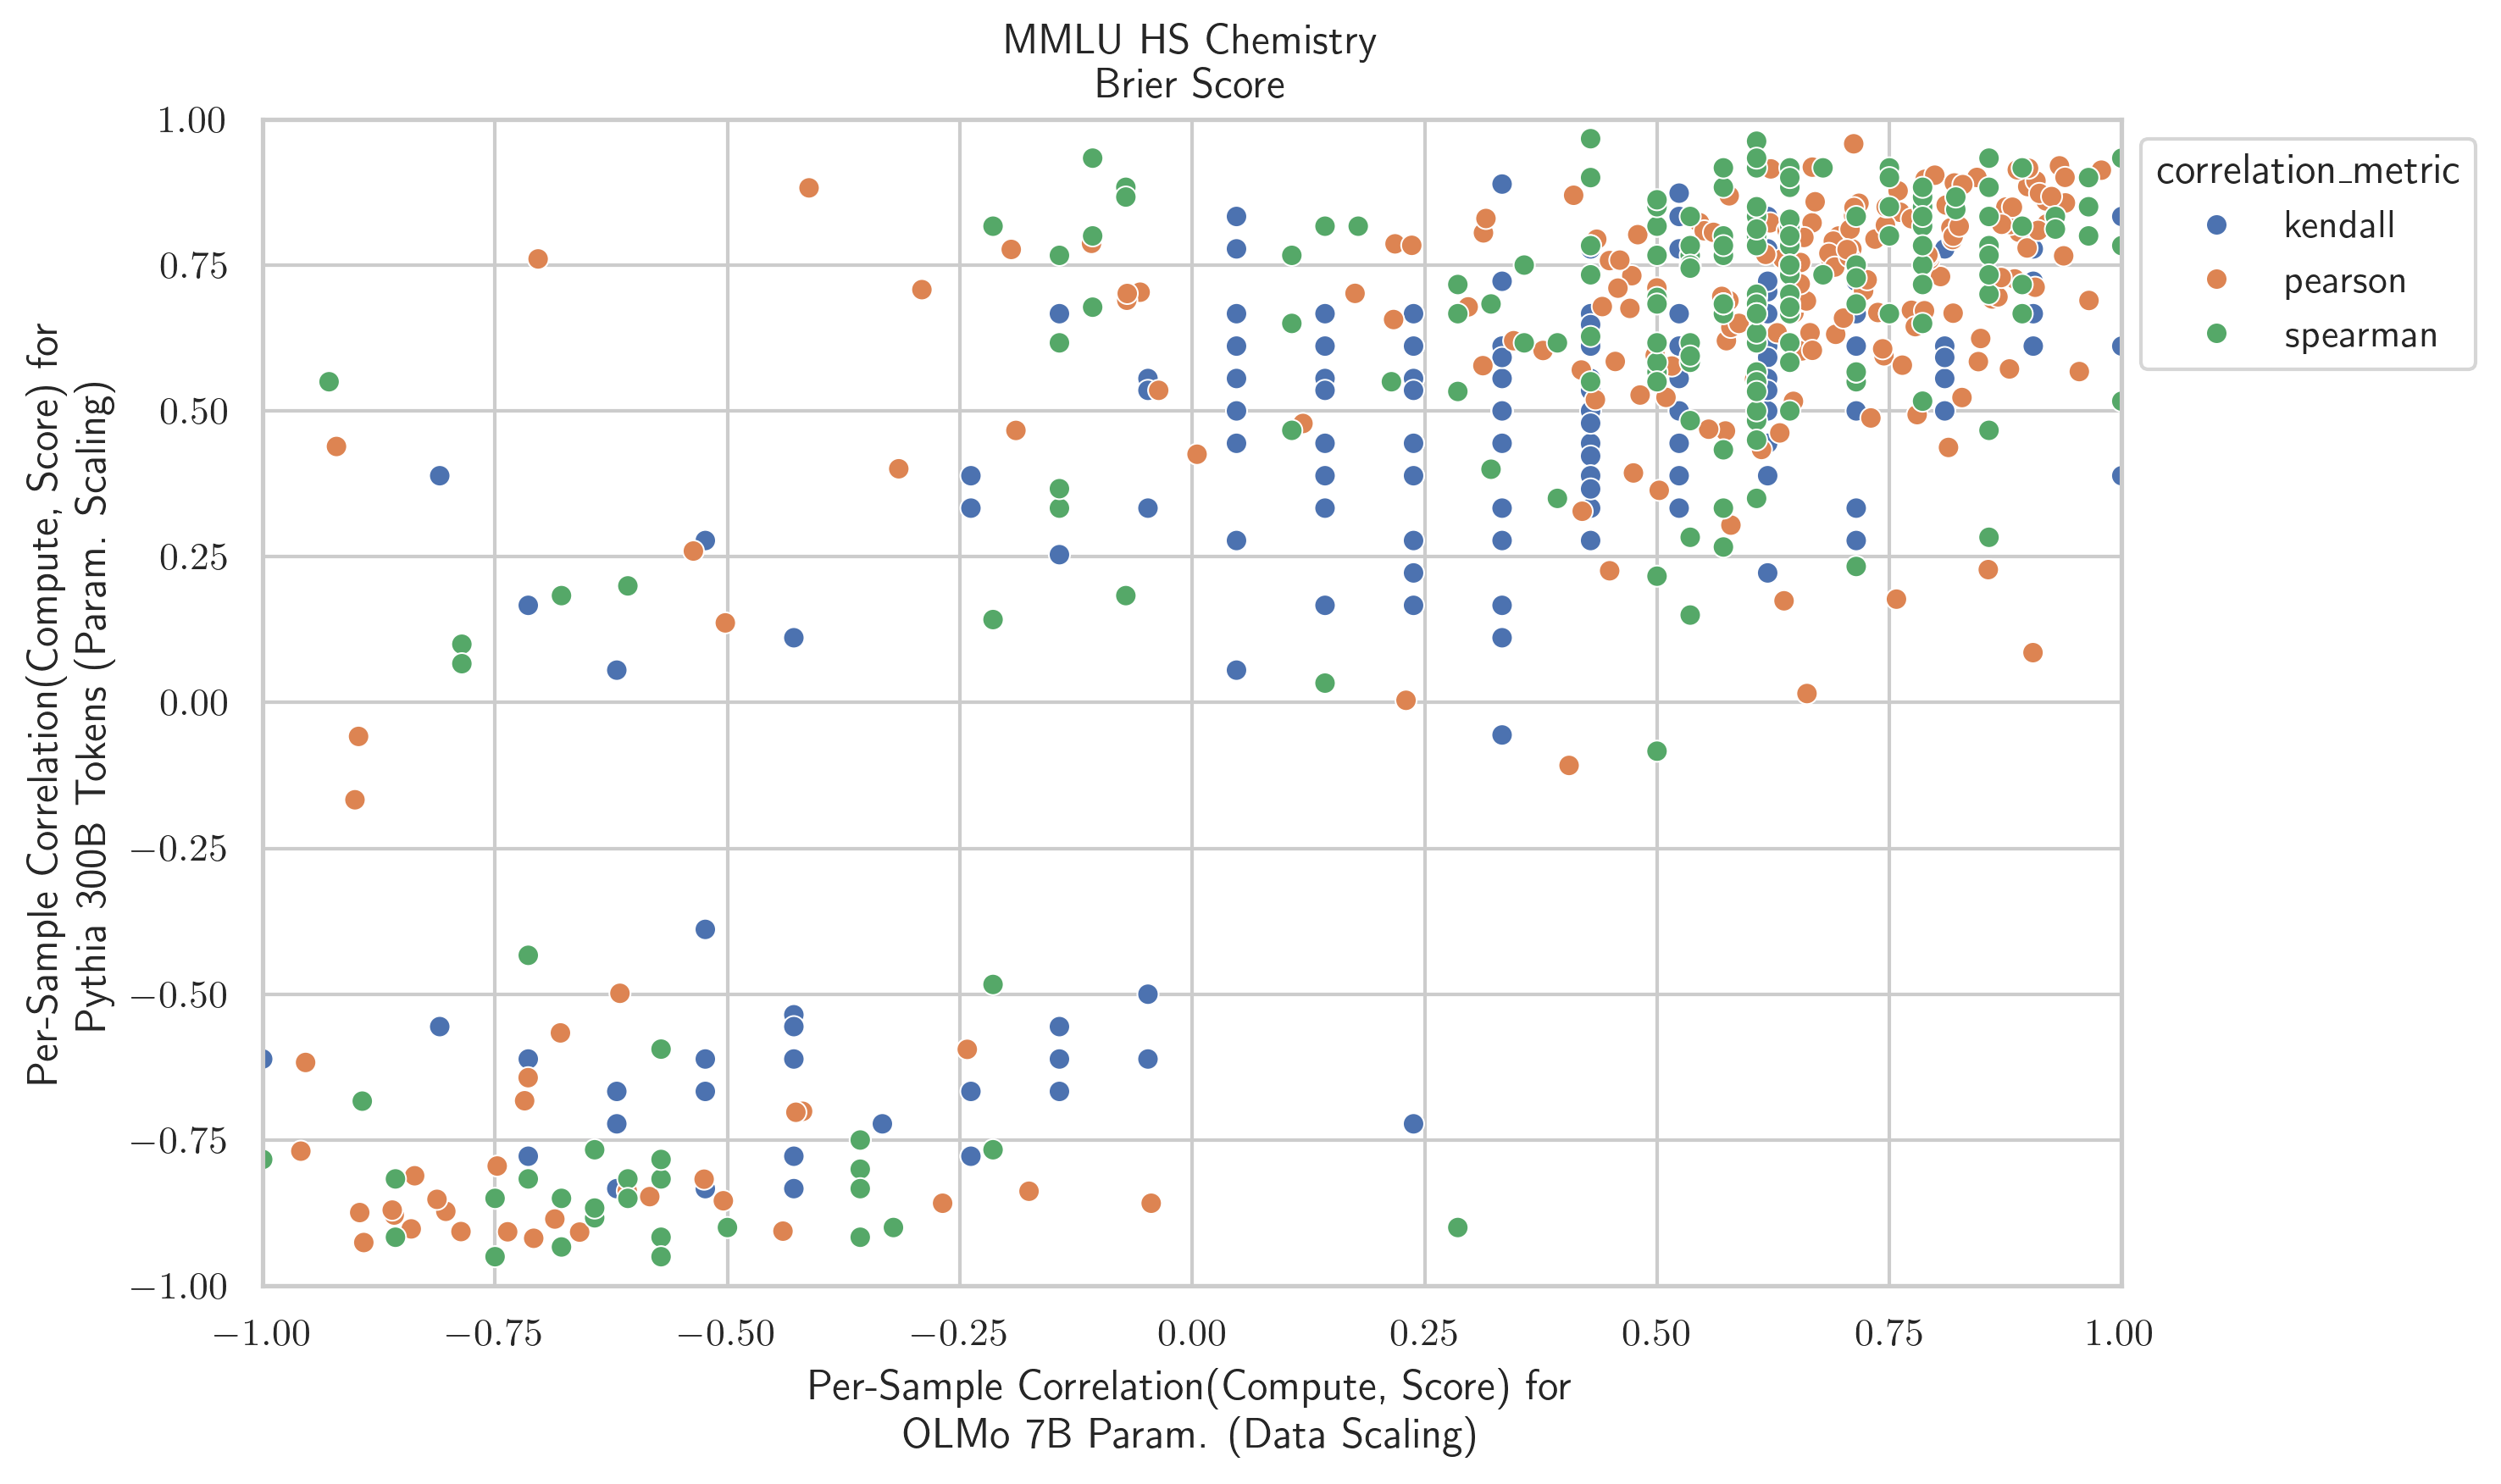 MMLU HS Chemistry
Brier Score
Per-Sample Correlation(Compute, Score) for
Pythia 300B Tokens (Param. Scaling)
1.00
0.75
0.50
0.25
0.00
−0.25
−0.50
−0.75
−1.00
−1.00 −0.75 −0.50 −0.25 0.00 0.25 0.50 0.75 1.00
Per-Sample Correlation(Compute, Score) for
OLMo 7B Param. (Data Scaling)
correlation_metric
kendall
pearson
spearman